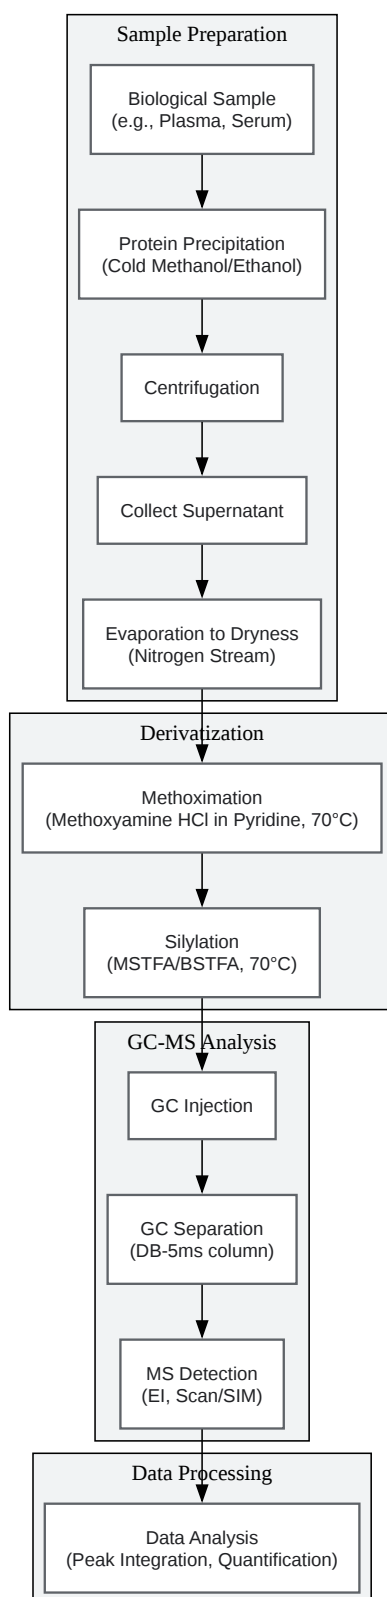 Sample Preparation
Biological Sample
(e.g., Plasma, Serum)
Protein Precipitation
(Cold Methanol/Ethanol)
Centrifugation
Collect Supernatant
Evaporation to Dryness
(Nitrogen Stream)
Derivatization
Methoximation
(Methoxyamine HCl in Pyridine, 70°C)
Silylation
(MSTFA/BSTFA, 70°C)
GC-MS Analysis
GC Injection
GC Separation
(DB-5ms column)
MS Detection
(EI, Scan/SIM)
Data Processing
Data Analysis
(Peak Integration, Quantification)